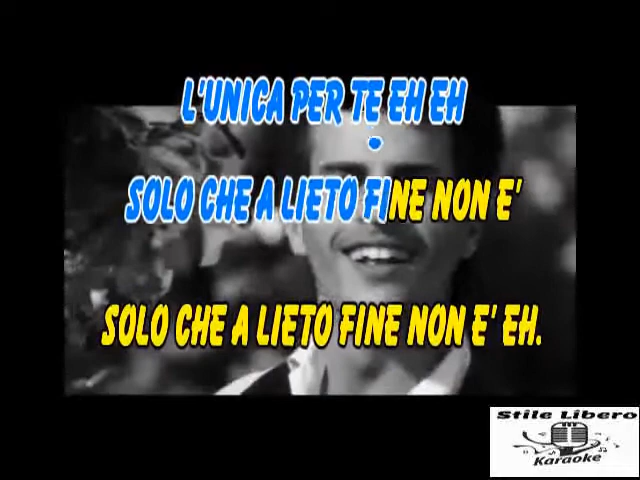 L'UNICA PER TE EH EH
SOLO CHE A LIETO FINE NON E'
SOLO CHE A LIETO FINE NON E' EH.
Stile Libero
Karaoke